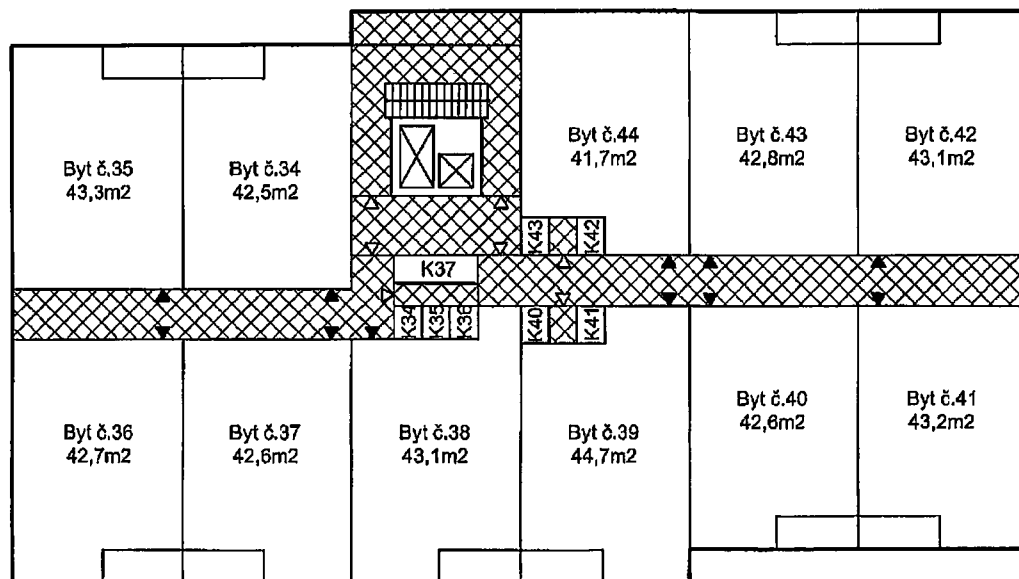 Byt č.35
43,3m2
Byt č.34
42,5m2
Byt č.44
41,7m2
Byt č.43
42,8m2
Byt č.42
43,1m2
K43
K42
K37
K34
K35
K36
K40
K41
Byt č.36
42,7m2
Byt č.37
42,6m2
Byt č.38
43,1m2
Byt č.39
44,7m2
Byt č.40
42,6m2
Byt č.41
43,2m2